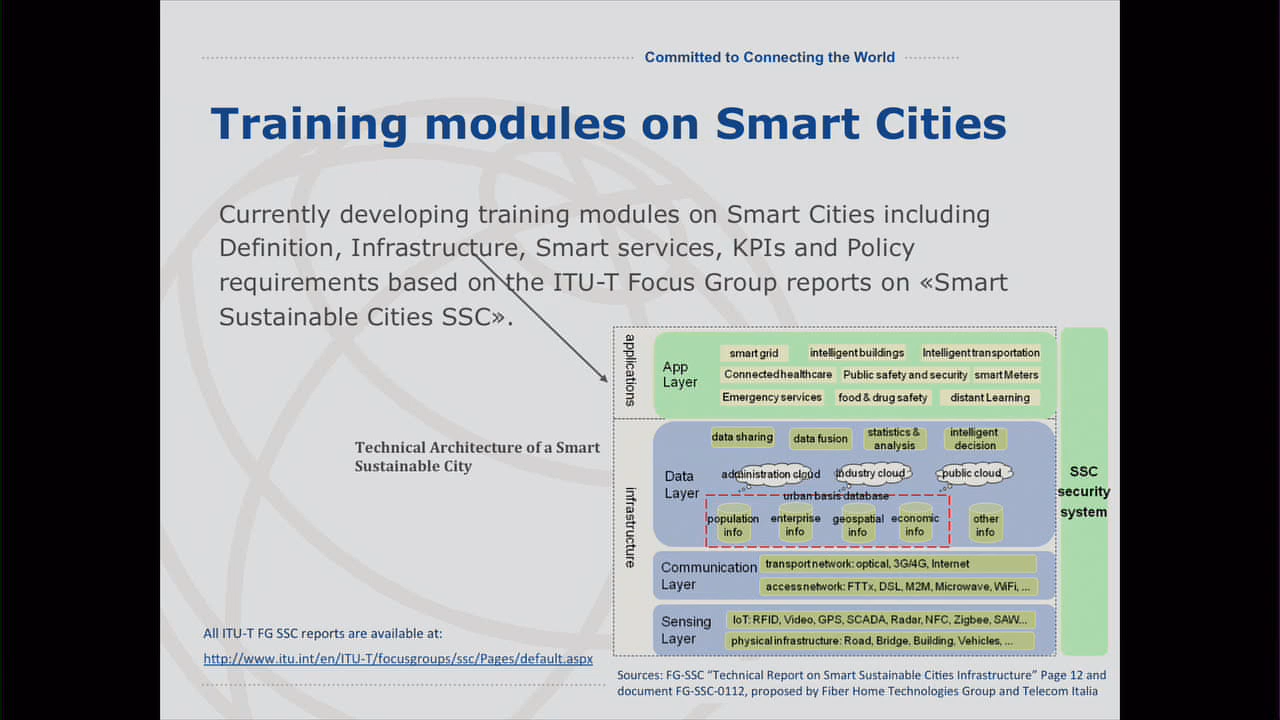 Committed to Connecting the World
Training modules on Smart Cities
Currently developing training modules on Smart Cities including
Definition, Infrastructure, Smart services, KPIs and Policy
requirements based on the ITU-T Focus Group reports on «Smart
Sustainable Cities SSC».
Technical Architecture of a Smart
Sustainable City
applications
App
Layer
smart grid
intelligent buildings
Intelligent transportation
Connected healthcare
Public safety and security
smart Meters
Emergency services
food & drug safety
distant Learning
infrastructure
Data
Layer
data sharing
data fusion
statistics &
analysis
intelligent
decision
administration cloud
Industry cloud
public cloud
urban basis database
population
info
enterprise
info
geospatial
info
economic
info
other
info
Communication
Layer
transport network: optical, 3G/4G, Internet
access network: FTTx, DSL, M2M, Microwave, WiFi, ...
Sensing
Layer
IoT: RFID, Video, GPS, SCADA, Radar, NFC, Zigbee, SAW...
physical infrastructure: Road, Bridge, Building, Vehicles, ...
SSC
security
system
All ITU-T FG SSC reports are available at:
http://www.itu.int/en/ITU-T/focusgroups/ssc/Pages/default.aspx
Sources: FG-SSC “Technical Report on Smart Sustainable Cities Infrastructure” Page 12 and
document FG-SSC-0112, proposed by Fiber Home Technologies Group and Telecom Italia